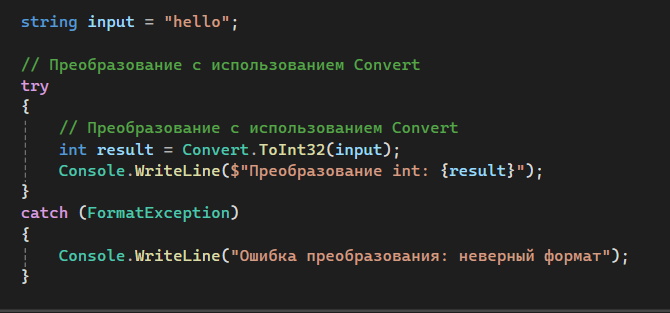 string input = "hello";
// Преобразование с использованием Convert
try
{
// Преобразование с использованием Convert
int result = Convert.ToInt32(input);
Console.WriteLine($"Преобразование int: {result}");
}
catch (FormatException)
{
Console.WriteLine("Ошибка преобразования: неверный формат");
}